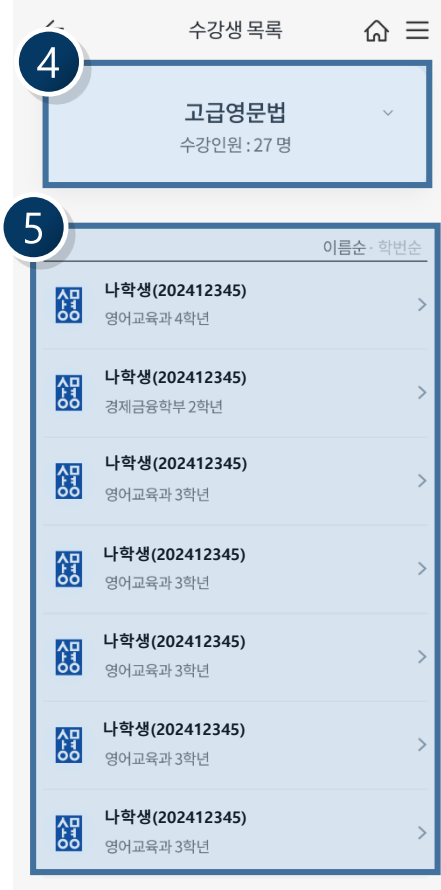 수강생 목록
4
고급영문법
수강인원 : 27 명
5
이름순 · 학번순
나학생(202412345)
영어교육과 4학년
나학생(202412345)
경제금융학부 2학년
나학생(202412345)
영어교육과 3학년
나학생(202412345)
영어교육과 3학년
나학생(202412345)
영어교육과 3학년
나학생(202412345)
영어교육과 3학년
나학생(202412345)
영어교육과 3학년